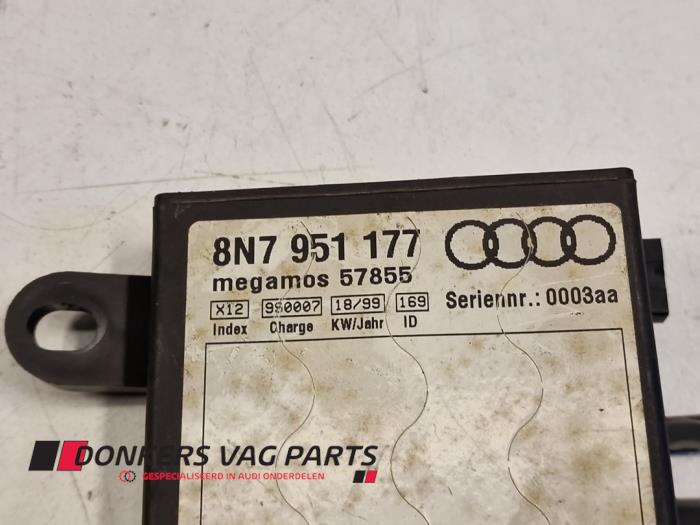 8N7 951 177
megamos 57855
X12 9S0007 18/99 169 Seriennr.: 0003aa
Index Charge KW/Jahr ID
DONKERS VAG PARTS
GESPECIALISEERD IN AUDI ONDERDELEN